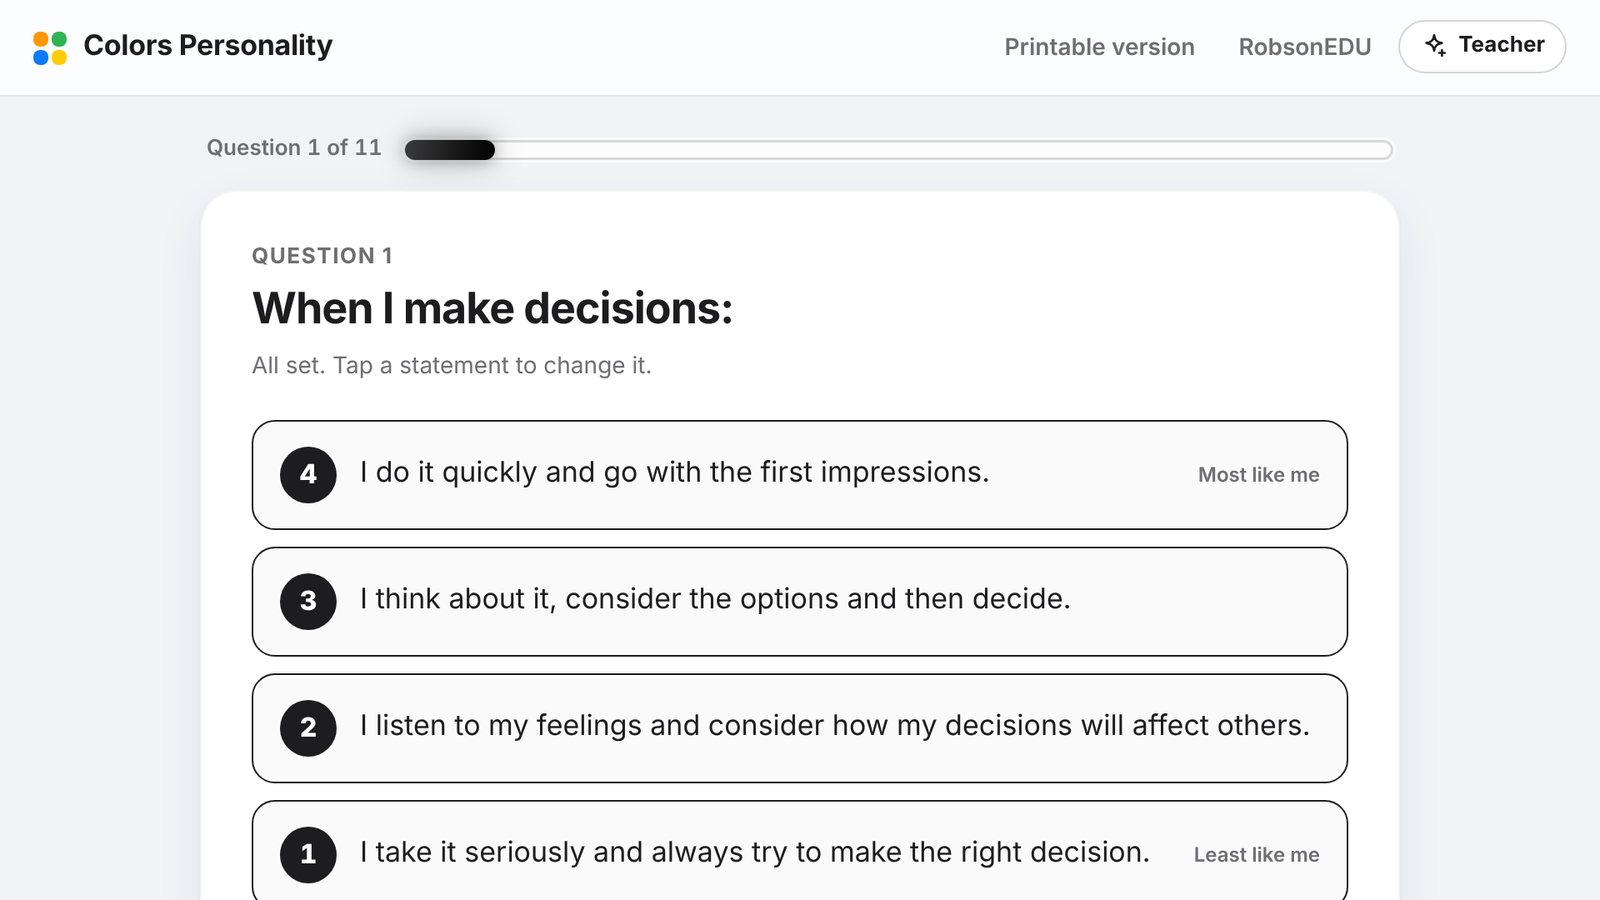 Colors Personality
Printable version
RobsonEDU
Teacher
Question 1 of 11
QUESTION 1
When I make decisions:
All set. Tap a statement to change it.
4 I do it quickly and go with the first impressions. Most like me
3 I think about it, consider the options and then decide.
2 I listen to my feelings and consider how my decisions will affect others.
1 I take it seriously and always try to make the right decision. Least like me